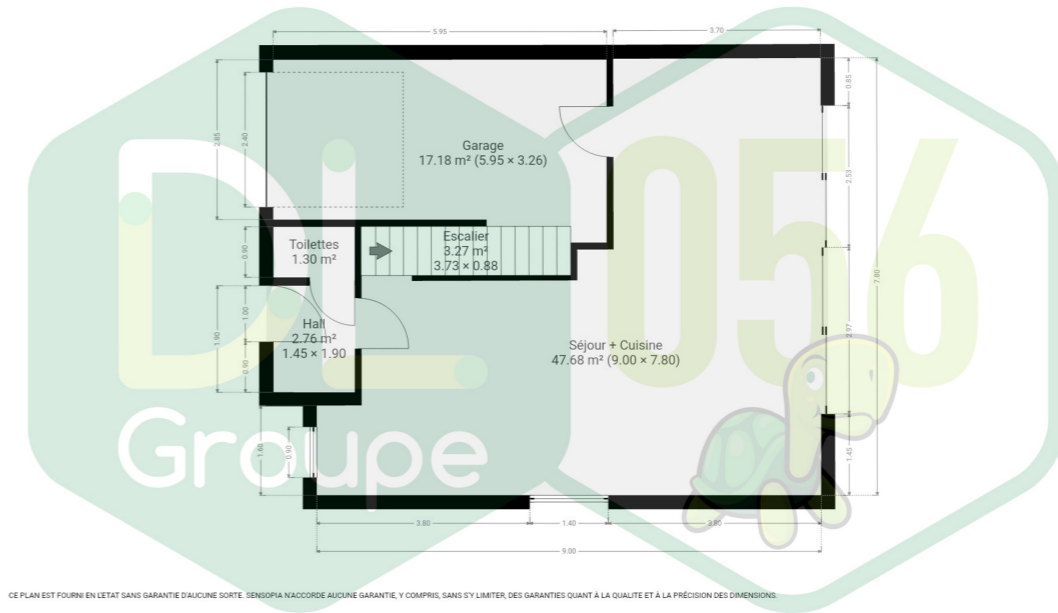 5.95
3.70
0.85
2.40
2.85
Garage
17.18 m² (5.95 × 3.26)
2.53
DL
056
Toilettes
1.30 m²
0.90
Escalier
3.27 m²
3.73 × 0.88
7.80
1.00
1.90
Hall
2.76 m²
1.45 × 1.90
0.90
Séjour + Cuisine
47.68 m² (9.00 × 7.80)
2.97
Groupe
1.60
0.90
1.45
3.80
1.40
3.80
9.00
CE PLAN EST FOURNI EN L'ETAT SANS GARANTIE D'AUCUNE SORTE. SENSOPIA N'ACCORDE AUCUNE GARANTIE, Y COMPRIS, SANS S'Y LIMITER, DES GARANTIES QUANT À LA QUALITE ET À LA PRÉCISION DES DIMENSIONS.